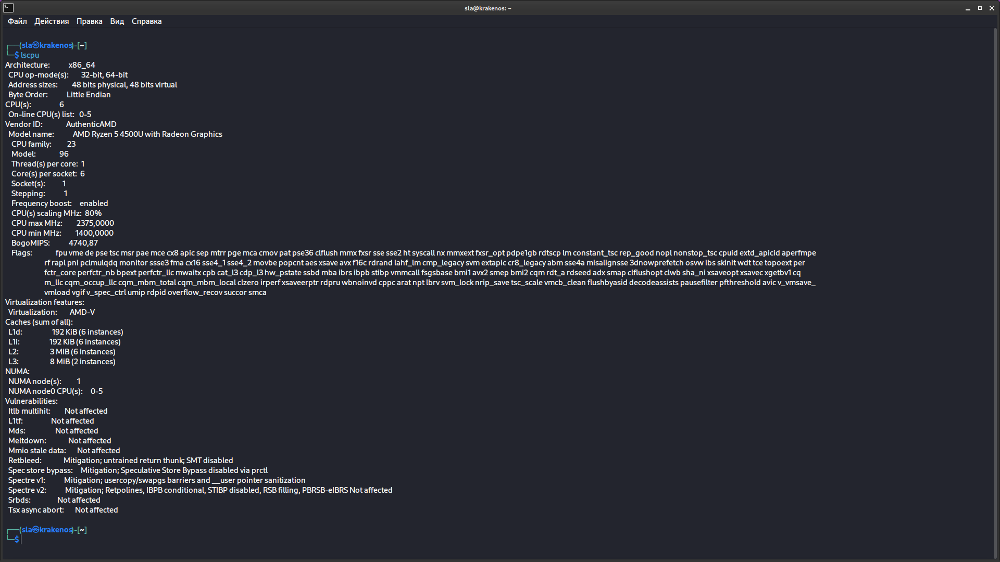 sla@krakenos: ~
Файл Действия Правка Вид Справка
┌──(sla㉿krakenos)-[~]
└─$ lscpu
Architecture: x86_64
CPU op-mode(s): 32-bit, 64-bit
Address sizes: 48 bits physical, 48 bits virtual
Byte Order: Little Endian
CPU(s): 6
On-line CPU(s) list: 0-5
Vendor ID: AuthenticAMD
Model name: AMD Ryzen 5 4500U with Radeon Graphics
CPU family: 23
Model: 96
Thread(s) per core: 1
Core(s) per socket: 6
Socket(s): 1
Stepping: 1
Frequency boost: enabled
CPU(s) scaling MHz: 80%
CPU max MHz: 2375,0000
CPU min MHz: 1400,0000
BogoMIPS: 4740,87
Flags: fpu vme de pse tsc msr pae mce cx8 apic sep mtrr pge mca cmov pat pse36 clflush mmx fxsr sse sse2 ht syscall nx mmxext fxsr_opt pdpe1gb rdtscp lm constant_tsc rep_good nopl nonstop_tsc cpuid extd_apicid aperfmpe
rf rapl pni pclmulqdq monitor ssse3 fma cx16 sse4_1 sse4_2 movbe popcnt aes xsave avx f16c rdrand lahf_lm cmp_legacy svm extapic cr8_legacy abm sse4a misalignsse 3dnowprefetch osvw ibs skinit wdt tce topoext per
fctr_core perfctr_nb bpext perfctr_llc mwaitx cpb cat_l3 cdp_l3 hw_pstate ssbd mba ibrs ibpb stibp vmmcall fsgsbase bmi1 avx2 smep bmi2 cqm rdt_a rdseed adx smap clflushopt clwb sha_ni xsaveopt xsavec xgetbv1 cq
m_llc cqm_occup_llc cqm_mbm_total cqm_mbm_local clzero irperf xsaveerptr rdpru wbnoinvd cppc arat npt lbrv svm_lock nrip_save tsc_scale vmcb_clean flushbyasid decodeassists pausefilter pfthreshold avic v_vmsave_
vmload vgif v_spec_ctrl umip rdpid overflow_recov succor smca
Virtualization features:
Virtualization: AMD-V
Caches (sum of all):
L1d: 192 KiB (6 instances)
L1i: 192 KiB (6 instances)
L2: 3 MiB (6 instances)
L3: 8 MiB (2 instances)
NUMA:
NUMA node(s): 1
NUMA node0 CPU(s): 0-5
Vulnerabilities:
Itlb multihit: Not affected
L1tf: Not affected
Mds: Not affected
Meltdown: Not affected
Mmio stale data: Not affected
Retbleed: Mitigation; untrained return thunk; SMT disabled
Spec store bypass: Mitigation; Speculative Store Bypass disabled via prctl
Spectre v1: Mitigation; usercopy/swapgs barriers and __user pointer sanitization
Spectre v2: Mitigation; Retpolines, IBPB conditional, STIBP disabled, RSB filling, PBRSB-eIBRS Not affected
Srbds: Not affected
Tsx async abort: Not affected
┌──(sla㉿krakenos)-[~]
└─$